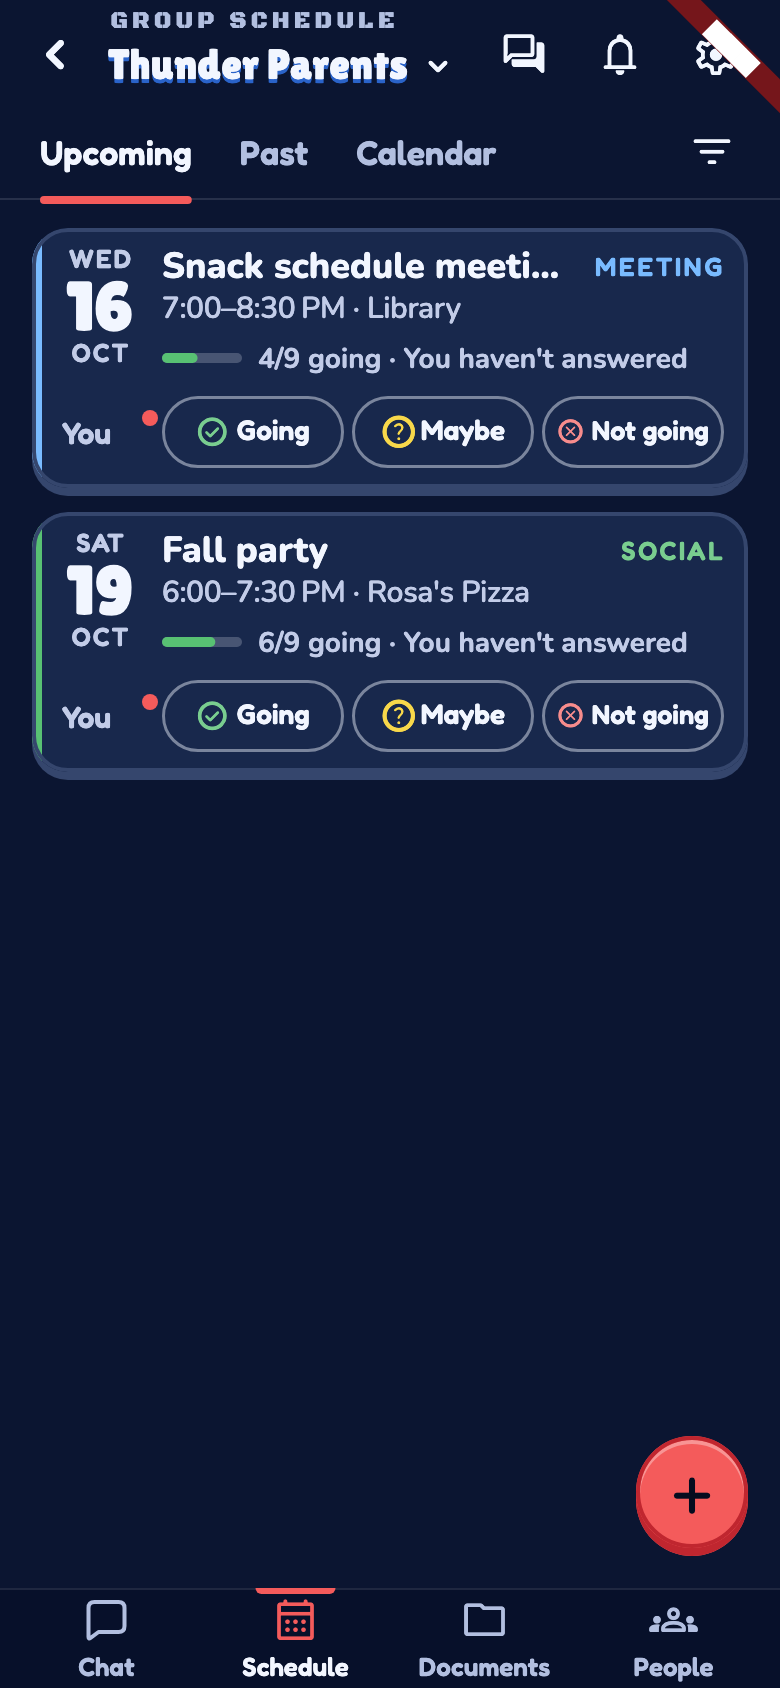 GROUP SCHEDULE
Thunder Parents
Upcoming Past Calendar
WED
16
OCT
Snack schedule meeti...
MEETING
7:00–8:30 PM · Library
4/9 going · You haven't answered
You
Going
Maybe
Not going
SAT
19
OCT
Fall party
SOCIAL
6:00–7:30 PM · Rosa's Pizza
6/9 going · You haven't answered
You
Going
Maybe
Not going
Chat Schedule Documents People